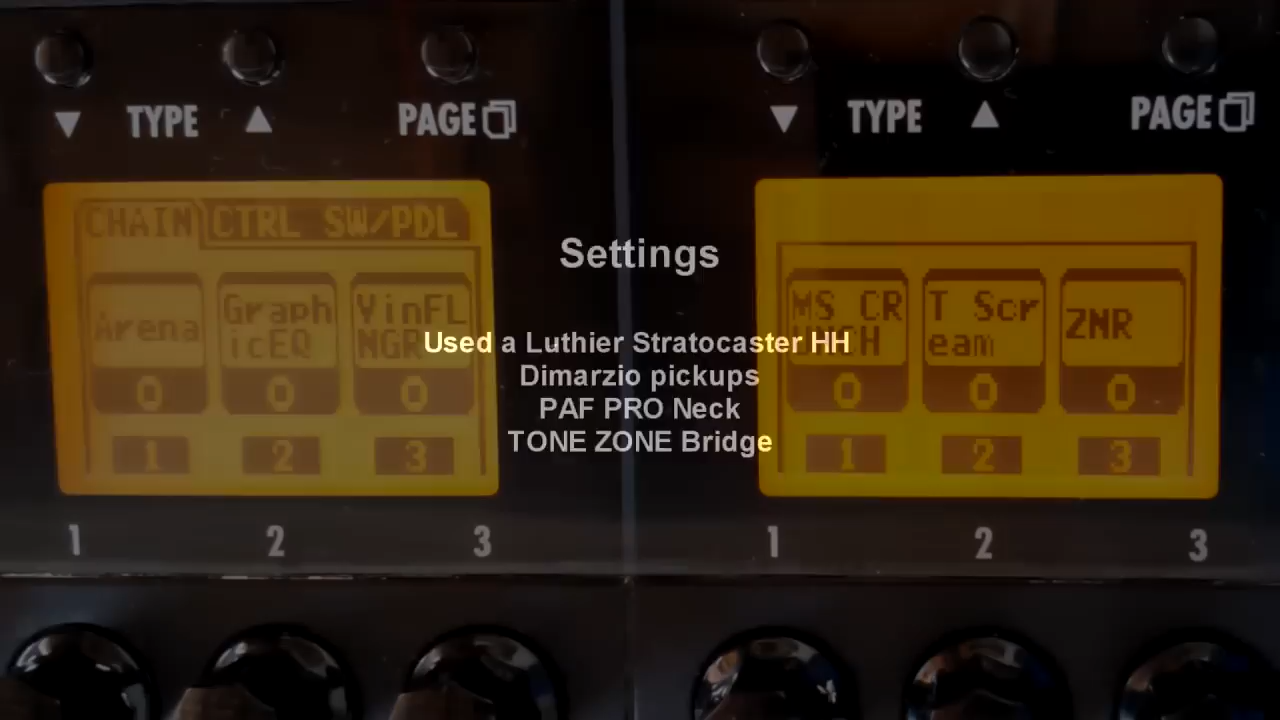 ▼ TYPE ▲ PAGE
▼ TYPE ▲ PAGE
CHAIN CTRL SW/PDL
Settings
Arena
Graph
icEQ
VinFL
NGR
MS CR
UNCH
T Scr
eam
ZNR
Used a Luthier Stratocaster HH
Dimarzio pickups
PAF PRO Neck
TONE ZONE Bridge
0 0 0
0 0 0
1 2 3
1 2 3
1 2 3
1 2 3